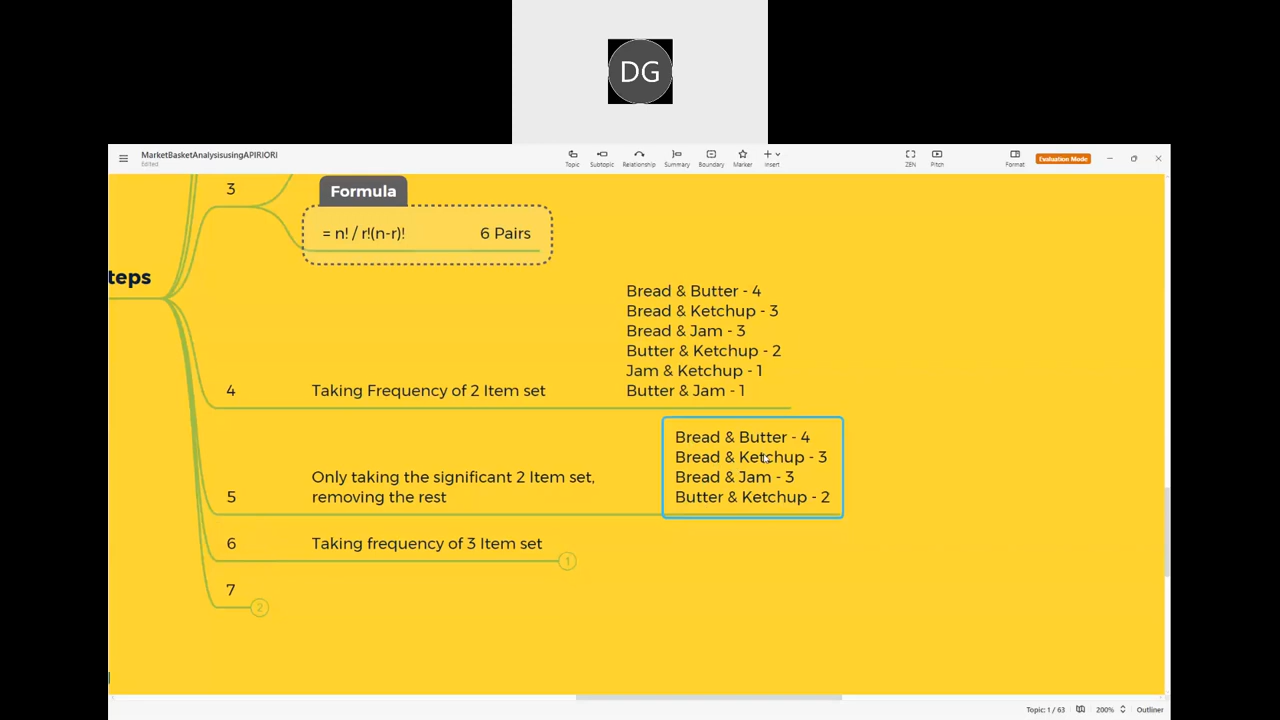 DG
MarketBasketAnalysisusingAPIRIORI
Edited
Topic
Subtopic
Relationship
Summary
Boundary
Marker
Insert
ZEN
Pitch
Format
Evaluation Mode
3
Formula
= n! / r!(n-r)! 6 Pairs
teps
Bread & Butter - 4
Bread & Ketchup - 3
Bread & Jam - 3
Butter & Ketchup - 2
Jam & Ketchup - 1
Butter & Jam - 1
4 Taking Frequency of 2 Item set
Bread & Butter - 4
Bread & Ketchup - 3
Bread & Jam - 3
Butter & Ketchup - 2
5 Only taking the significant 2 Item set,
removing the rest
6 Taking frequency of 3 Item set
1
7
2
Topic: 1 / 63
200%
Outliner